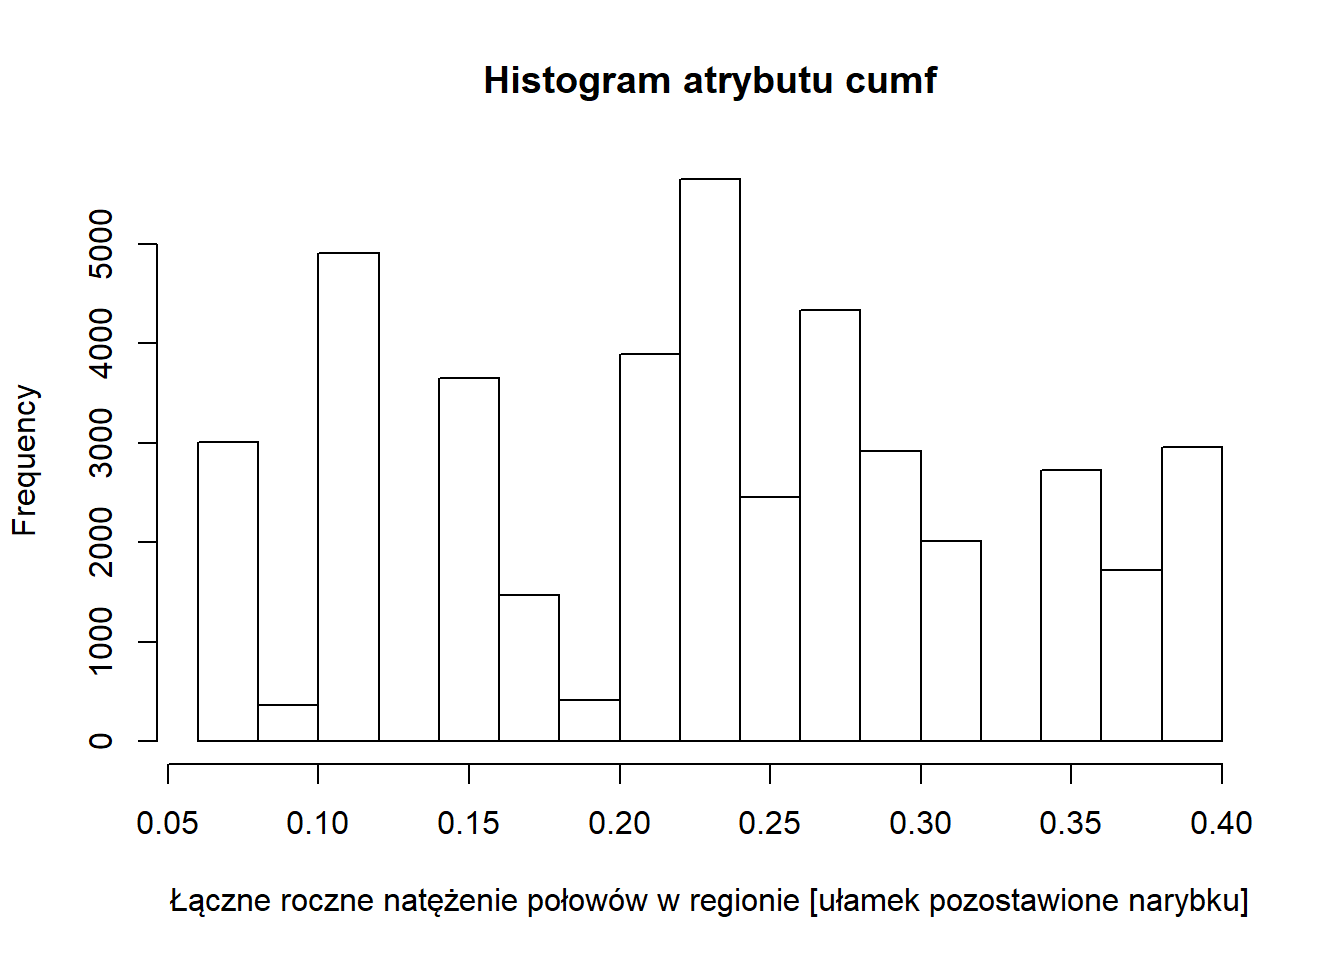 Histogram atrybutu cumf
Frequency
5000
4000
3000
2000
1000
0
0.05 0.10 0.15 0.20 0.25 0.30 0.35 0.40
Łączne roczne natężenie połowów w regionie [ułamek pozostawione narybku]